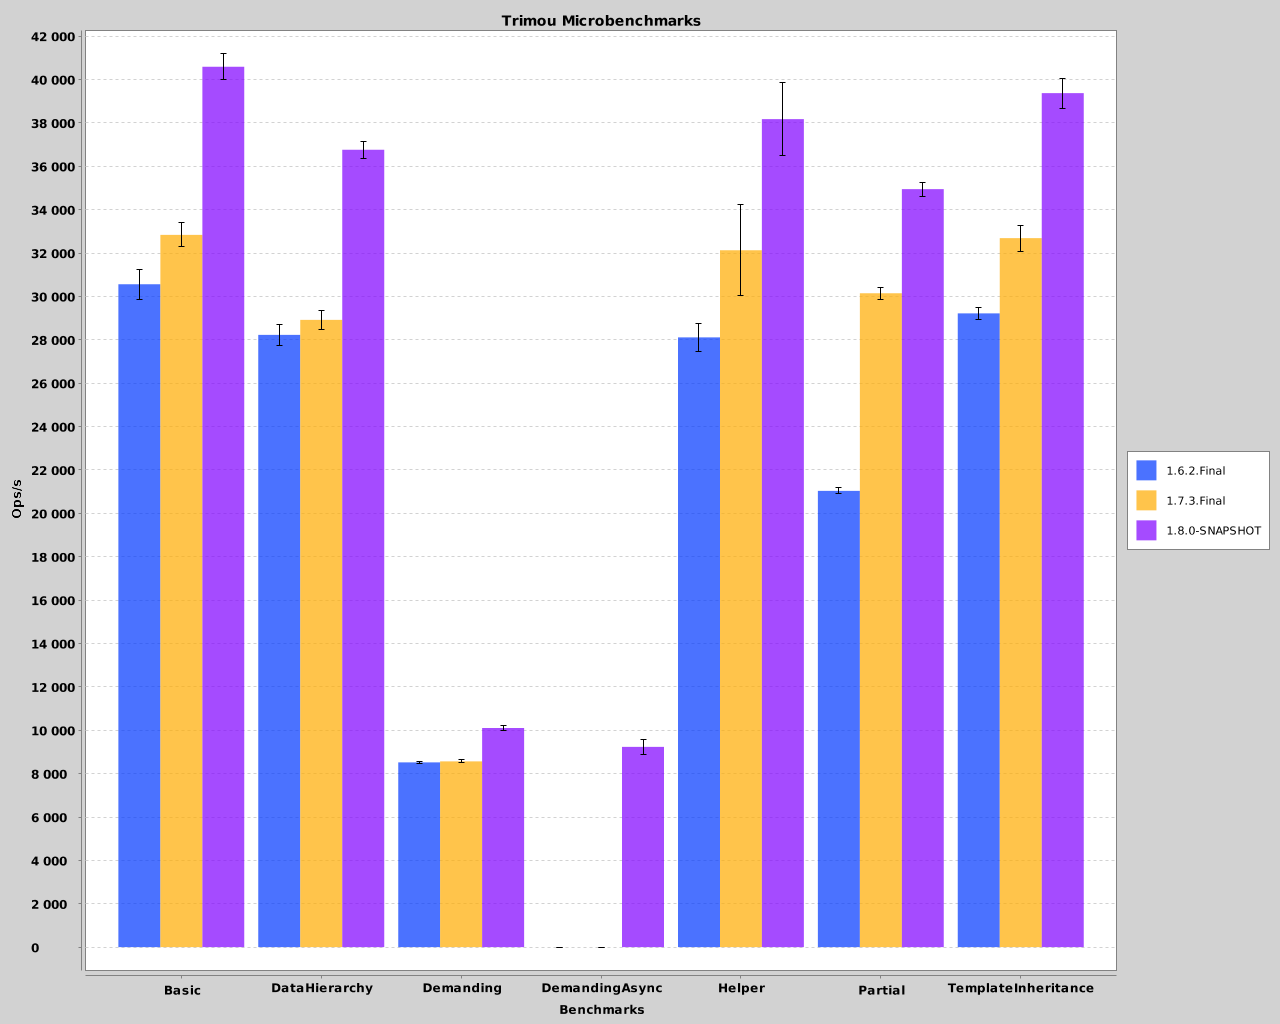 Trimou Microbenchmarks
42 000
40 000
38 000
36 000
34 000
32 000
30 000
28 000
26 000
24 000
22 000
20 000
18 000
16 000
14 000
12 000
10 000
8 000
6 000
4 000
2 000
0
Ops/s
Basic
DataHierarchy
Demanding
DemandingAsync
Helper
Partial
TemplateInheritance
Benchmarks
1.6.2.Final
1.7.3.Final
1.8.0-SNAPSHOT